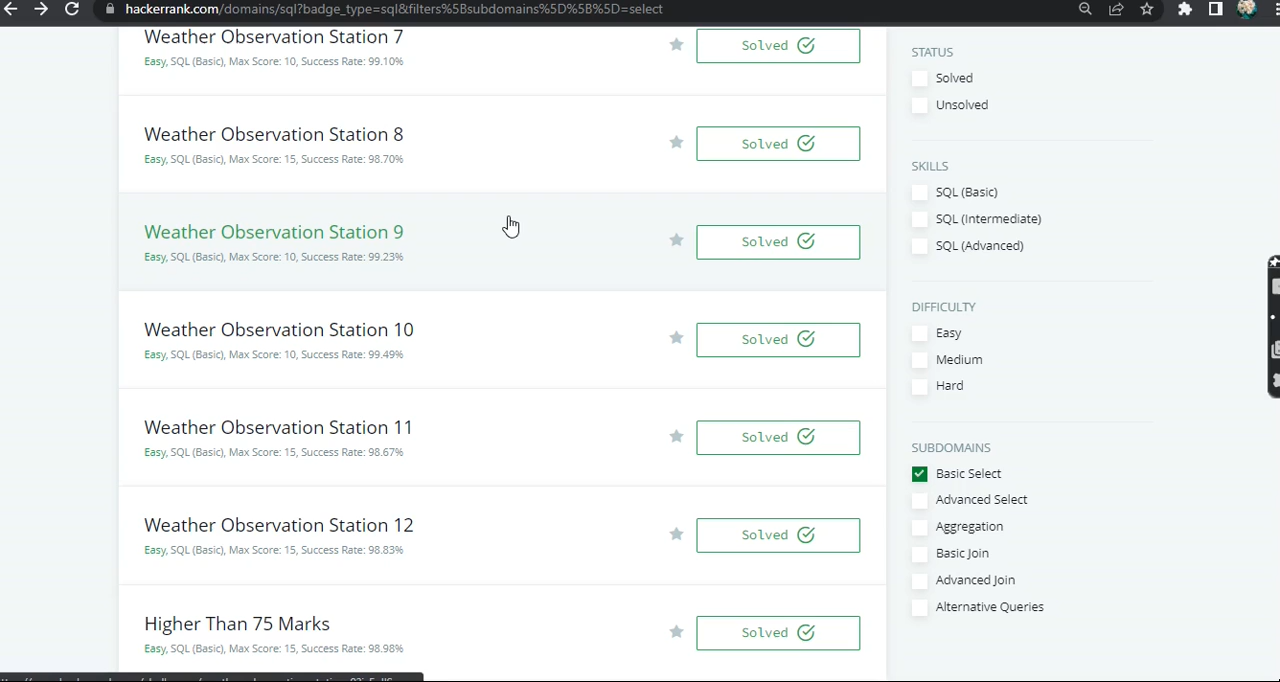 hackerrank.com/domains/sql?badge_type=sql&filters%5Bsubdomains%5D%5B%5D=select
Weather Observation Station 7
Easy, SQL (Basic), Max Score: 10, Success Rate: 99.10%
Solved
Weather Observation Station 8
Easy, SQL (Basic), Max Score: 15, Success Rate: 98.70%
Solved
Weather Observation Station 9
Easy, SQL (Basic), Max Score: 10, Success Rate: 99.23%
Solved
Weather Observation Station 10
Easy, SQL (Basic), Max Score: 10, Success Rate: 99.49%
Solved
Weather Observation Station 11
Easy, SQL (Basic), Max Score: 15, Success Rate: 98.67%
Solved
Weather Observation Station 12
Easy, SQL (Basic), Max Score: 15, Success Rate: 98.83%
Solved
Higher Than 75 Marks
Easy, SQL (Basic), Max Score: 15, Success Rate: 98.98%
Solved
STATUS
Solved
Unsolved
SKILLS
SQL (Basic)
SQL (Intermediate)
SQL (Advanced)
DIFFICULTY
Easy
Medium
Hard
SUBDOMAINS
Basic Select
Advanced Select
Aggregation
Basic Join
Advanced Join
Alternative Queries